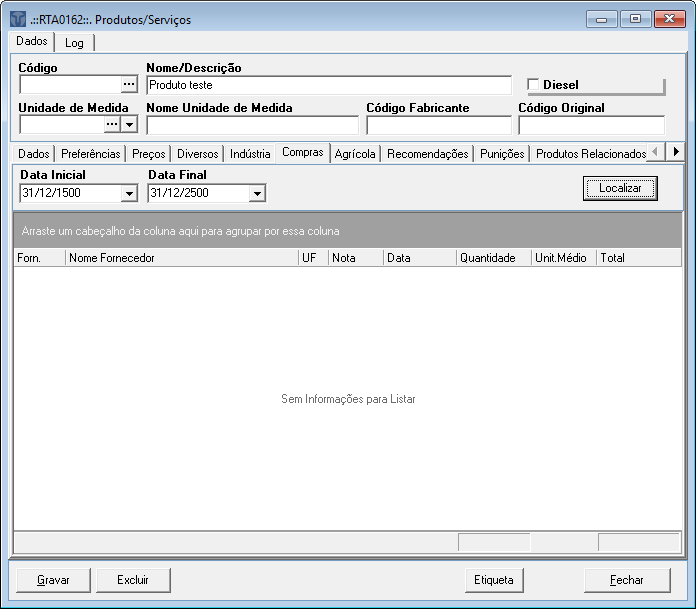 .::RTA0162::. Produtos/Serviços
Dados Log
Código Nome/Descrição
... Produto teste Diesel
Unidade de Medida Nome Unidade de Medida Código Fabricante Código Original
...
Dados Preferências Preços Diversos Indústria Compras Agrícola Recomendações Punições Produtos Relacionados
Data Inicial Data Final
31/12/1500 31/12/2500 Localizar
Arraste um cabeçalho da coluna aqui para agrupar por essa coluna
Forn. Nome Fornecedor UF Nota Data Quantidade Unit.Médio Total
Sem Informações para Listar
Gravar Excluir Etiqueta Fechar